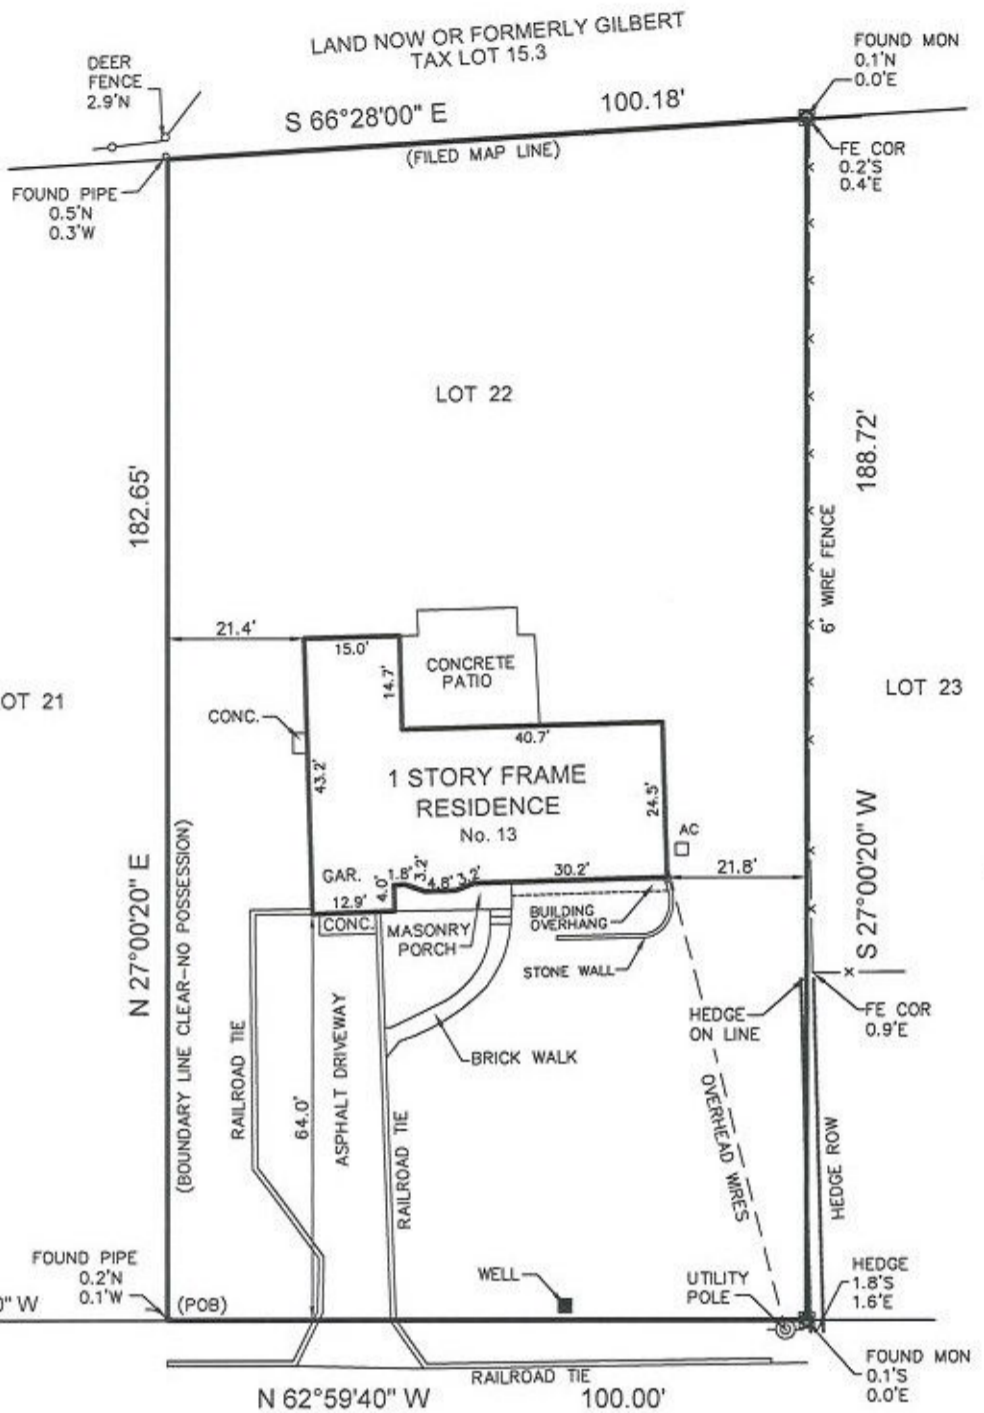 LAND NOW OR FORMERLY GILBERT
TAX LOT 15.3
DEER
FENCE
2.9'N
FOUND MON
0.1'N
0.0'E
S 66°28'00" E
100.18'
(FILED MAP LINE)
FE COR
0.2'S
0.4'E
FOUND PIPE
0.5'N
0.3'W
LOT 22
182.65'
188.72'
6' WIRE FENCE
21.4'
15.0'
14.7'
CONCRETE
PATIO
OT 21
LOT 23
CONC.
40.7'
43.2'
1 STORY FRAME
RESIDENCE
No. 13
24.5'
AC
GAR.
1.8'
3.2'
4.8'
3.2'
30.2'
21.8'
12.9'
4.0'
CONC.
MASONRY
PORCH
BUILDING
OVERHANG
STONE WALL
N 27°00'20" E
(BOUNDARY LINE CLEAR-NO POSSESSION)
S 27°00'20" W
HEDGE
ON LINE
FE COR
0.9'E
BRICK WALK
RAILROAD TIE
64.0'
ASPHALT DRIVEWAY
RAILROAD TIE
OVERHEAD WIRES
HEDGE ROW
FOUND PIPE
0.2'N
0.1'W
0" W
(POB)
WELL
UTILITY
POLE
HEDGE
1.8'S
1.6'E
FOUND MON
0.1'S
0.0'E
RAILROAD TIE
N 62°59'40" W
100.00'